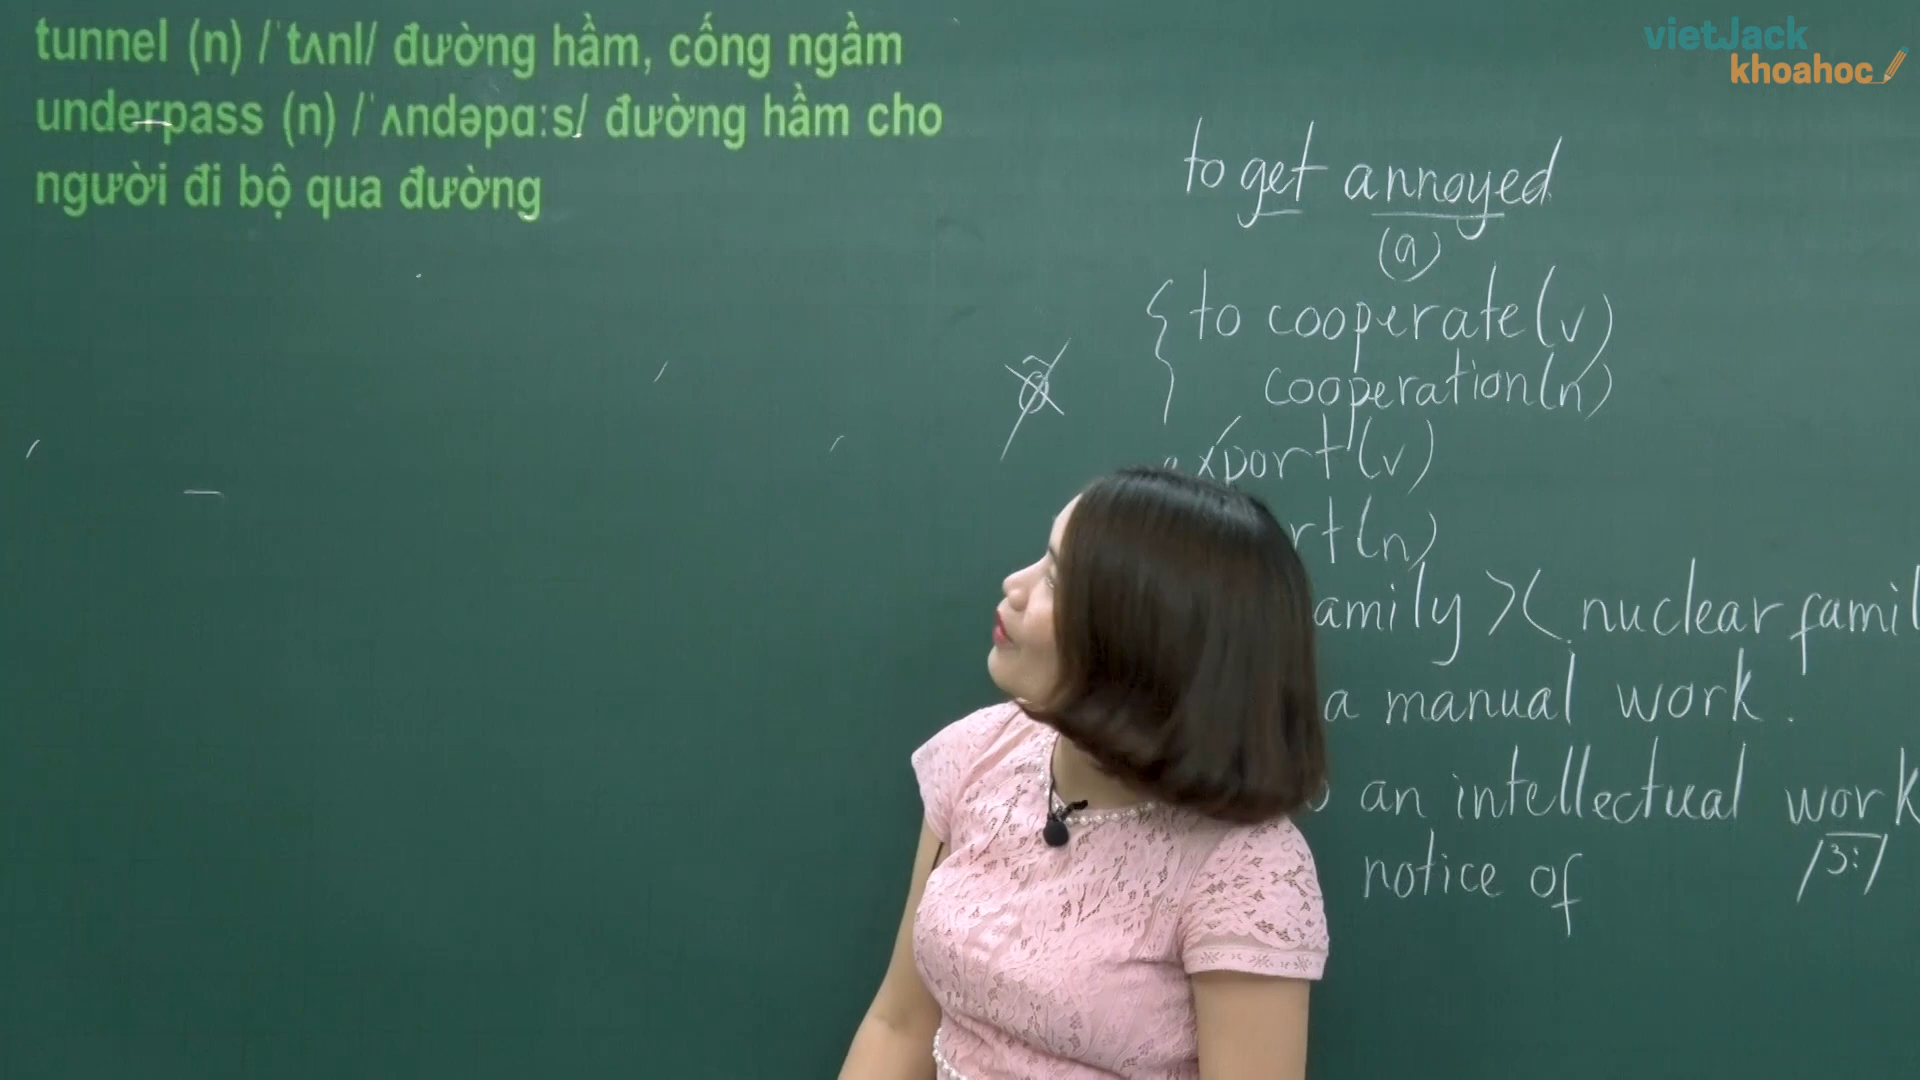 tunnel (n) /ˈtʌnl/ đường hầm, cống ngầm
underpass (n) /ˈʌndəpɑːs/ đường hầm cho
người đi bộ qua đường
vietJack
khoahoc
to get annoyed
(a)
to cooperate (v)
cooperation (n)
export (v)
(n)
nuclear
a manual work.
an intellectual work
/ɜː/
notice of